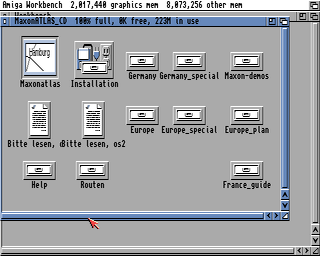 Amiga Workbench  2,017,440 graphics mem  8,073,256 other mem
MaxonATLAS_CD  100% full, 0K free, 223M in use
Hamburg
Maxonatlas  Installation  Germany  Germany_special  Maxon-demos
Bitte lesen,  Bitte lesen, os2  Europe  Europe_special  Europe_plan
Help  Routen  France_guide